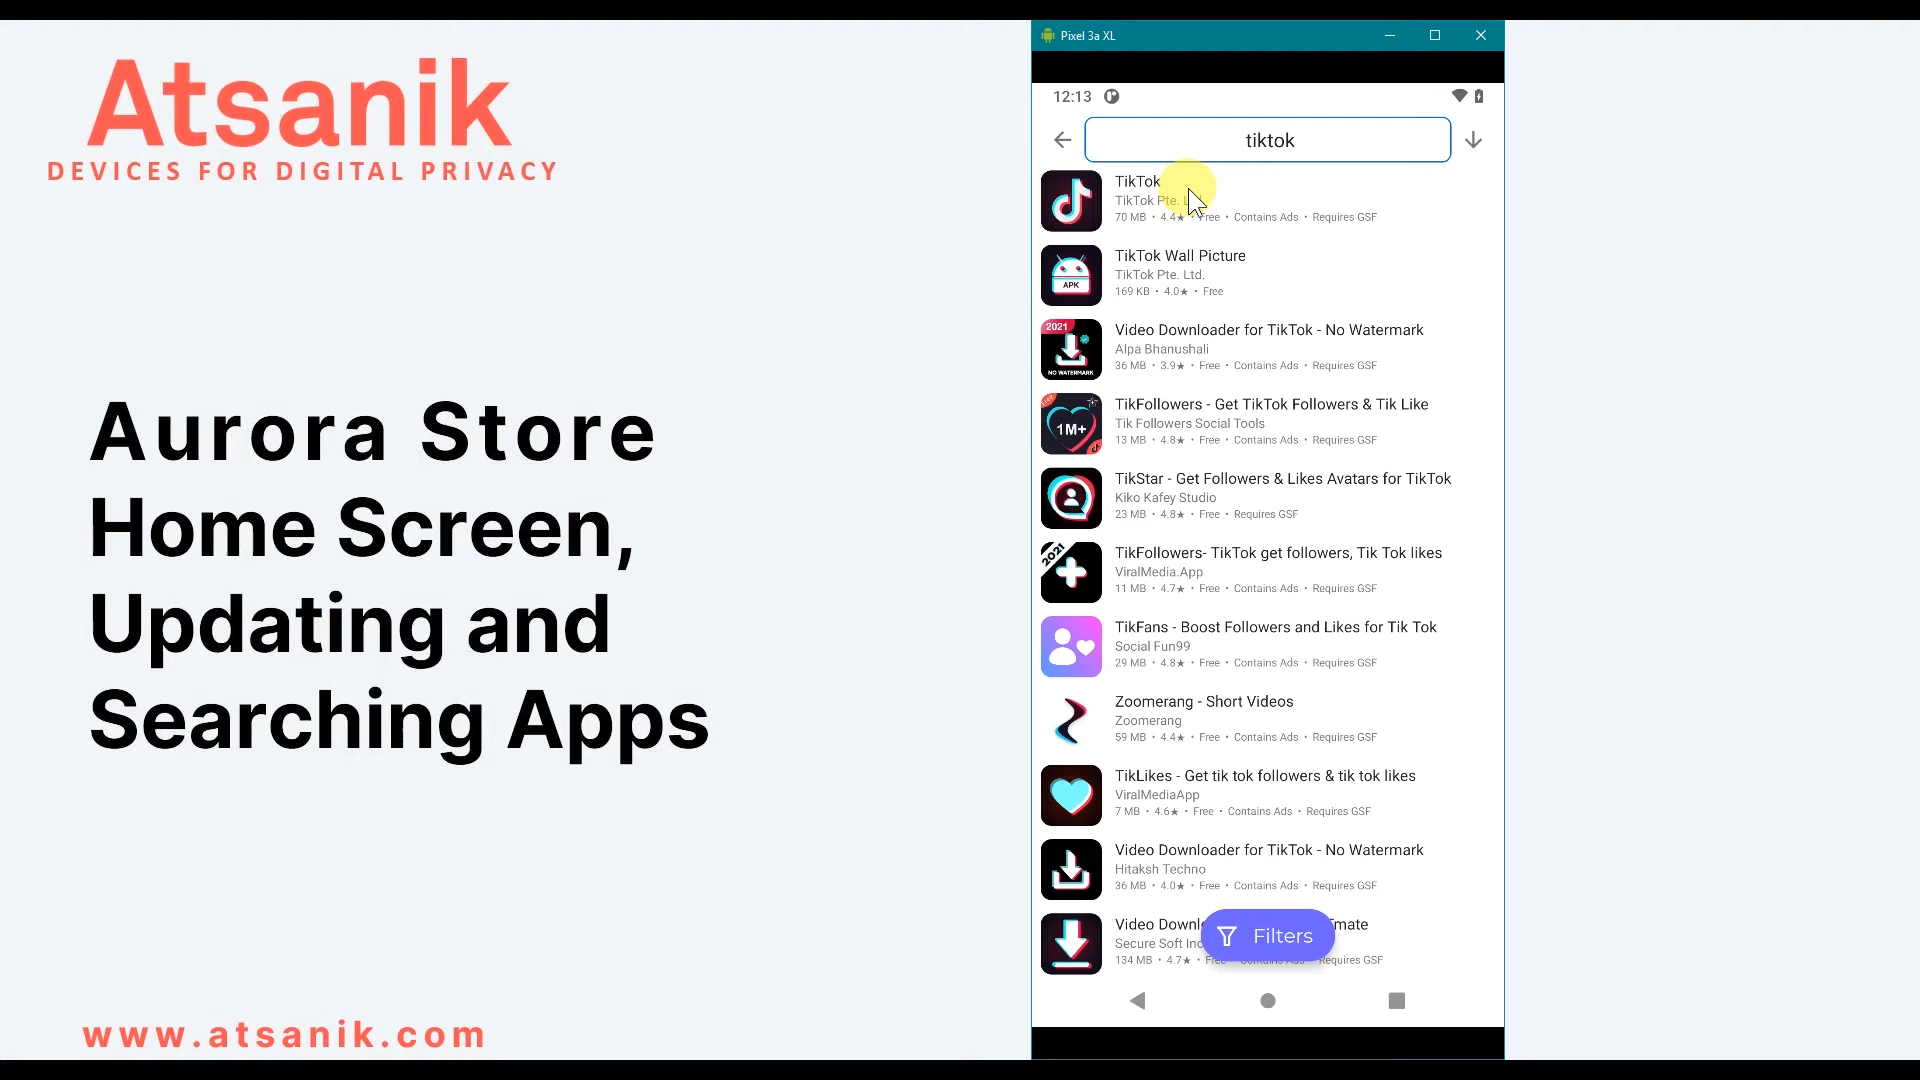 Atsanik
DEVICES FOR DIGITAL PRIVACY
Aurora Store
Home Screen,
Updating and
Searching Apps
www.atsanik.com
Pixel 3a XL
12:13
tiktok
TikTok
TikTok Pte.
70 MB • 4.4★ • Free • Contains Ads • Requires GSF
TikTok Wall Picture
TikTok Pte. Ltd.
169 KB • 4.0★ • Free
APK
Video Downloader for TikTok - No Watermark
Alpa Bhanushali
36 MB • 3.9★ • Free • Contains Ads • Requires GSF
2021
NO WATERMARK
TikFollowers - Get TikTok Followers & Tik Like
Tik Followers Social Tools
13 MB • 4.8★ • Free • Contains Ads • Requires GSF
Free
1M+
TikStar - Get Followers & Likes Avatars for TikTok
Kiko Kafey Studio
23 MB • 4.8★ • Free • Requires GSF
TikFollowers- TikTok get followers, Tik Tok likes
ViralMedia.App
11 MB • 4.7★ • Free • Contains Ads • Requires GSF
2021
TikFans - Boost Followers and Likes for Tik Tok
Social Fun99
29 MB • 4.8★ • Free • Contains Ads • Requires GSF
Zoomerang - Short Videos
Zoomerang
59 MB • 4.4★ • Free • Contains Ads • Requires GSF
TikLikes - Get tik tok followers & tik tok likes
ViralMediaApp
7 MB • 4.6★ • Free • Contains Ads • Requires GSF
Video Downloader for TikTok - No Watermark
Hitaksh Techno
36 MB • 4.0★ • Free • Contains Ads • Requires GSF
Video
Secure Soft Inc
134 MB • 4.7★ • Free • Contains Ads • Requires GSF
Filters